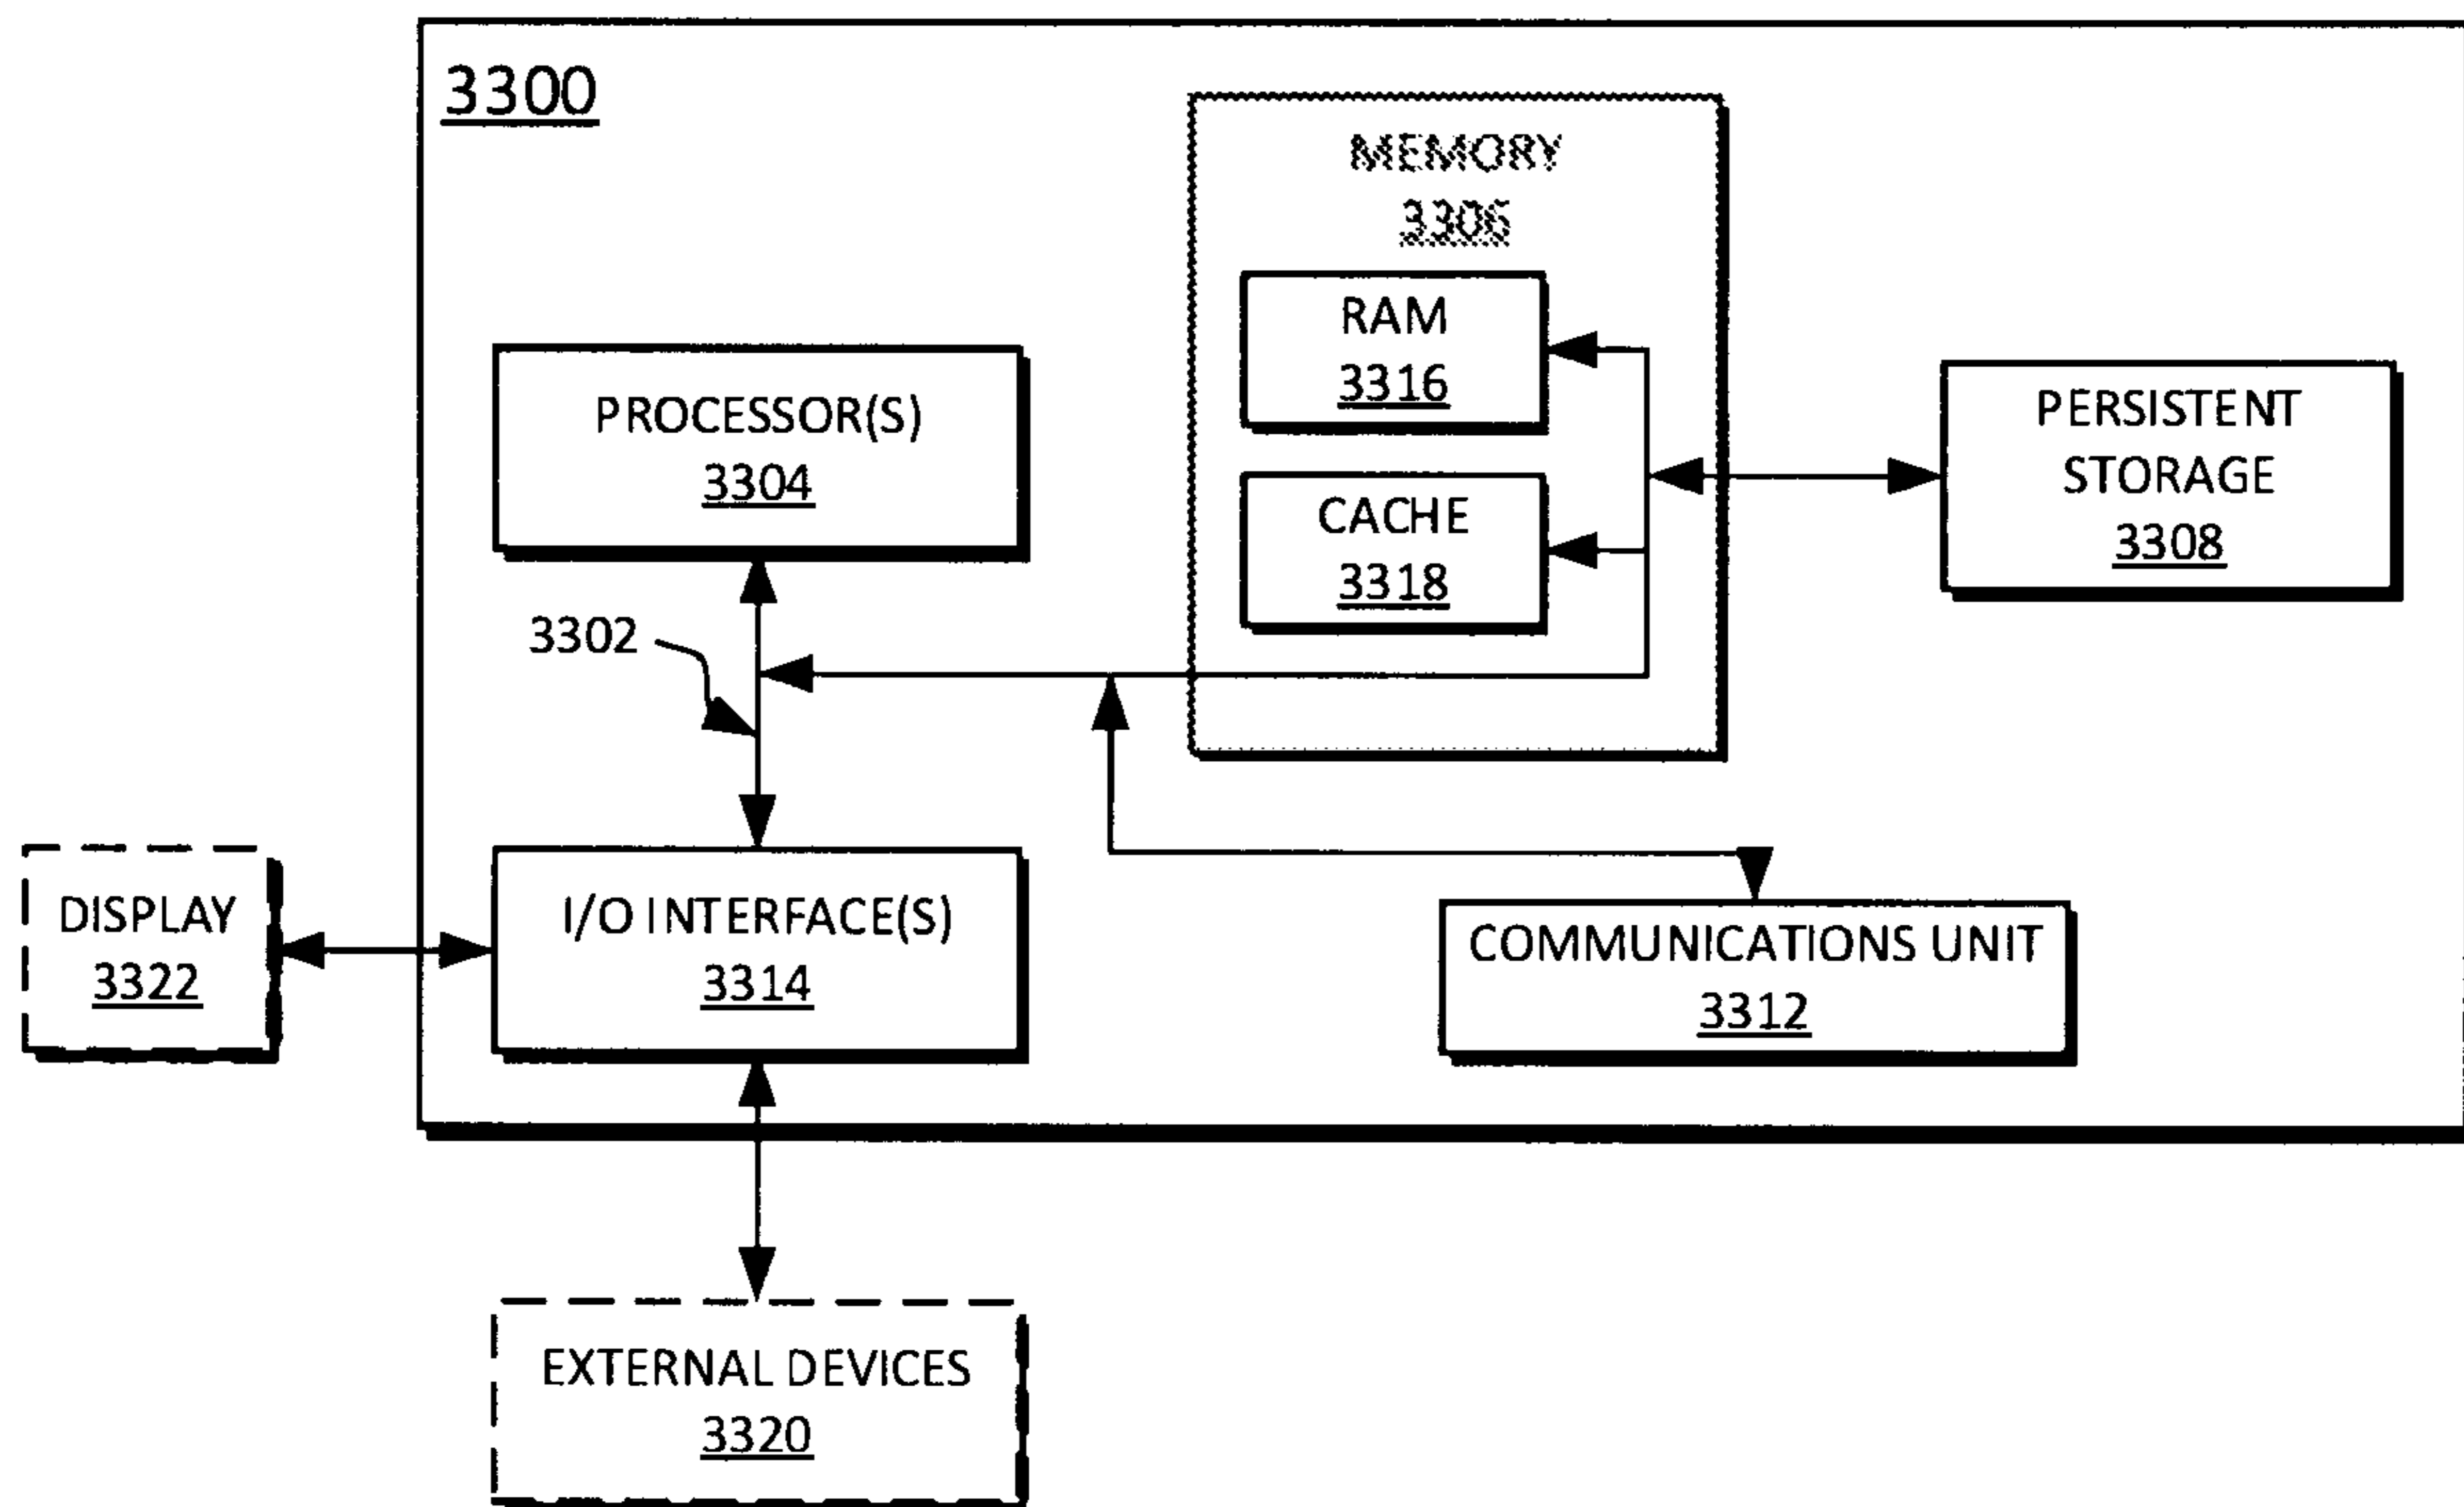 3300
MEMORY
3306
RAM
3316
PROCESSOR(S)
3304
PERSISTENT
STORAGE
3308
CACHE
3318
3302
DISPLAY
3322
I/O INTERFACE(S)
3314
COMMUNICATIONS UNIT
3312
EXTERNAL DEVICES
3320